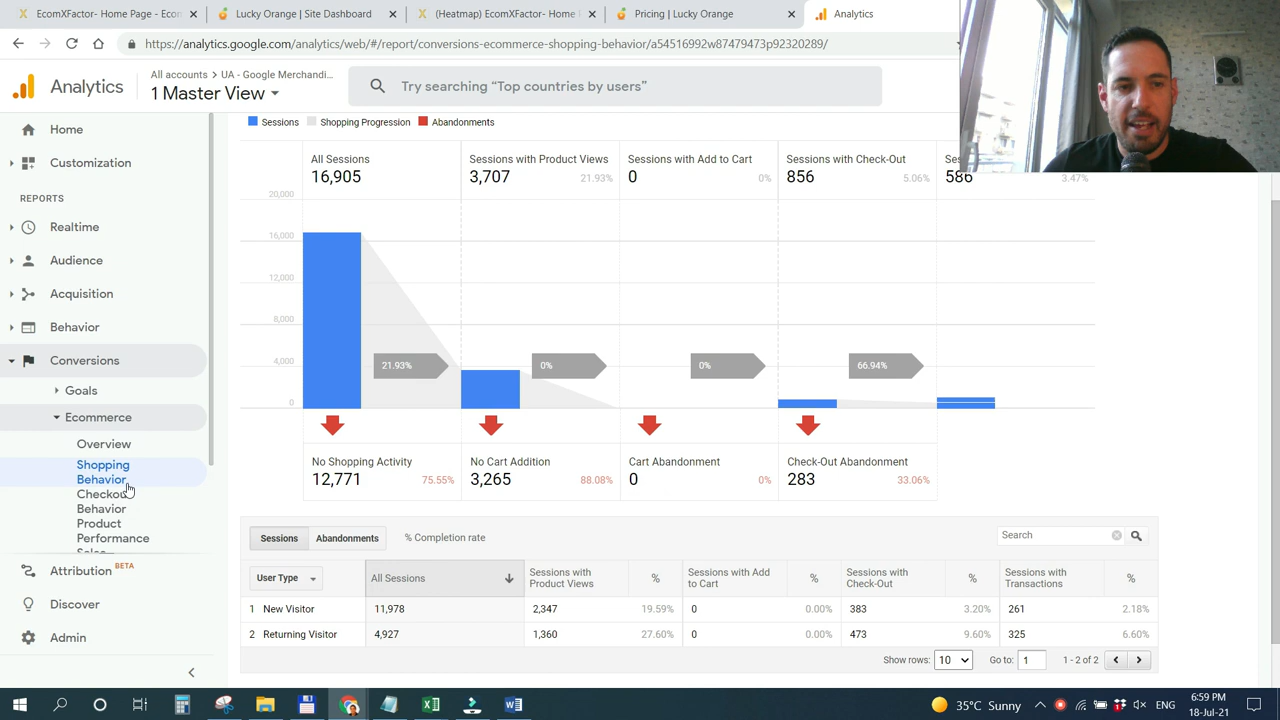 EcomXFactor- Home Page - Ecom
Lucky Orange | Site Dashboard
(Heatmap) EcomXFactor- Home
Pricing | Lucky Orange
Analytics
https://analytics.google.com/analytics/web/#/report/conversions-ecommerce-shopping-behavior/a54516992w87479473p92320289/
Analytics
All accounts > UA - Google Merchandi...
1 Master View
Try searching “Top countries by users”
Home
Customization
REPORTS
Realtime
Audience
Acquisition
Behavior
Conversions
Goals
Ecommerce
Overview
Shopping
Behavior
Checkou
Behavior
Product
Performance
Sales
Attribution BETA
Discover
Admin
Sessions
Shopping Progression
Abandonments
All Sessions
16,905
Sessions with Product Views
3,707
21.93%
Sessions with Add to Cart
0
0%
Sessions with Check-Out
856
5.06%
Ses
586
3.47%
20,000
16,000
12,000
8,000
4,000
0
21.93%
0%
0%
66.94%
No Shopping Activity
12,771
75.55%
No Cart Addition
3,265
88.08%
Cart Abandonment
0
0%
Check-Out Abandonment
283
33.06%
Sessions
Abandonments
% Completion rate
Search
User Type
All Sessions
Sessions with
Product Views
%
Sessions with Add
to Cart
%
Sessions with
Check-Out
%
Sessions with
Transactions
%
1 New Visitor 11,978 2,347 19.59% 0 0.00% 383 3.20% 261 2.18%
2 Returning Visitor 4,927 1,360 27.60% 0 0.00% 473 9.60% 325 6.60%
Show rows: 10 Go to: 1 1 - 2 of 2
35°C Sunny
ENG
6:59 PM
18-Jul-21